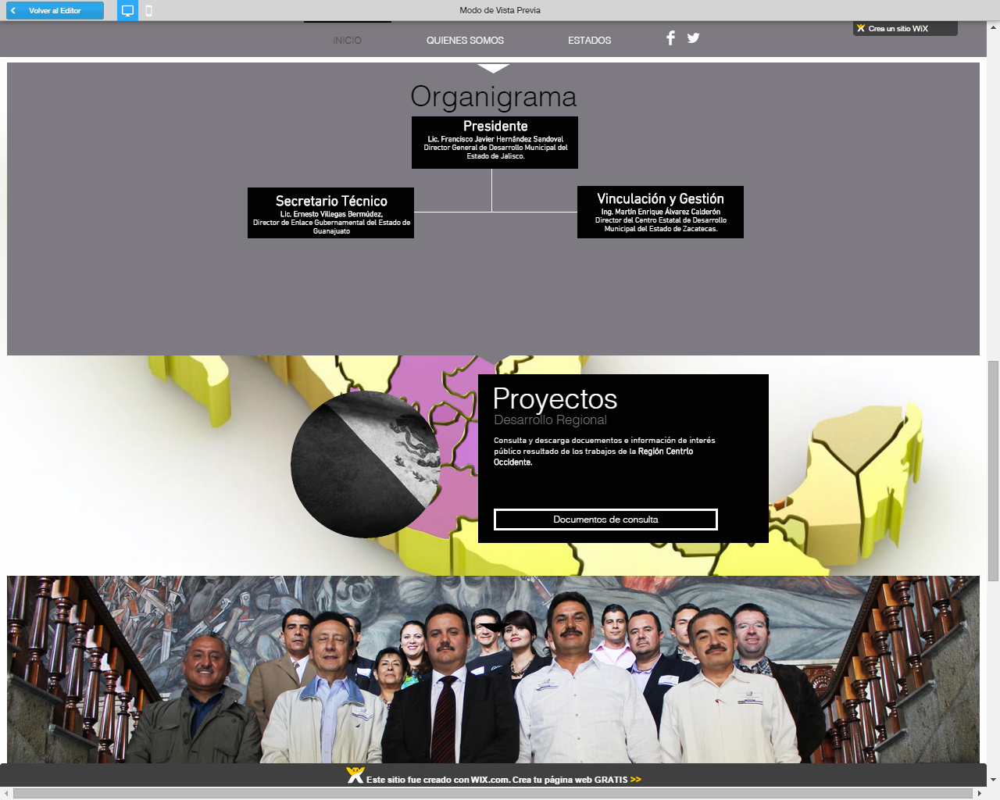 Volver al Editor
Modo de Vista Previa
INICIO
QUIENES SOMOS
ESTADOS
Crea un sitio WiX
Organigrama
Presidente
Lic. Francisco Javier Hernández Sandoval
Director General de Desarrollo Municipal del
Estado de Jalisco.
Secretario Técnico
Lic. Ernesto Villegas Bermúdez,
Director de Enlace Gubernamental del Estado de
Guanajuato
Vinculación y Gestión
Ing. Martín Enrique Álvarez Calderón
Director del Centro Estatal de Desarrollo
Municipal del Estado de Zacatecas.
Proyectos
Desarrollo Regional
Consulta y descarga docuementos e información de interés
público resultado de los trabajos de la Región Centrlo
Occidente.
Documentos de consulta
Este sitio fue creado con WIX.com. Crea tu página web GRATIS >>